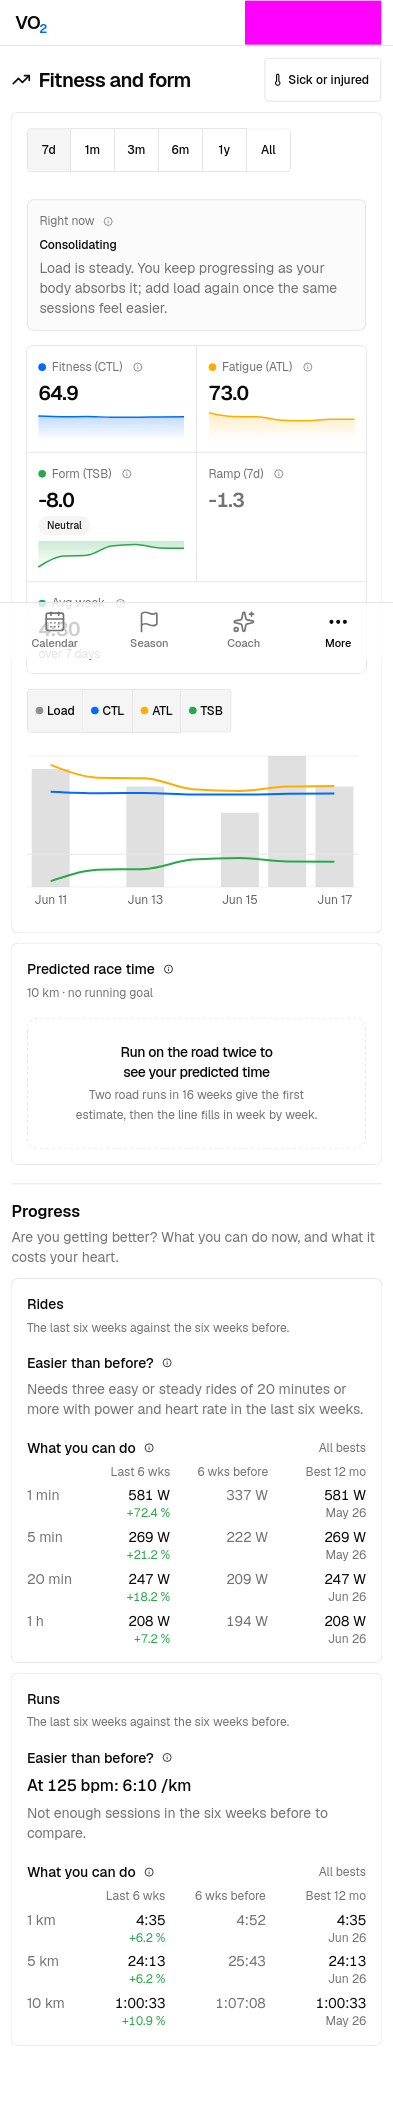 VO2
Fitness and form
Sick or injured
7d 1m 3m 6m 1y All
Right now
Consolidating
Load is steady. You keep progressing as your
body absorbs it; add load again once the same
sessions feel easier.
Fitness (CTL)
64.9
Fatigue (ATL)
73.0
Form (TSB)
-8.0
Neutral
Ramp (7d)
-1.3
Avg week
4:30
over 7 days
Calendar Season Coach More
Load CTL ATL TSB
Jun 11 Jun 13 Jun 15 Jun 17
Predicted race time
10 km · no running goal
Run on the road twice to
see your predicted time
Two road runs in 16 weeks give the first
estimate, then the line fills in week by week.
Progress
Are you getting better? What you can do now, and what it
costs your heart.
Rides
The last six weeks against the six weeks before.
Easier than before?
Needs three easy or steady rides of 20 minutes or
more with power and heart rate in the last six weeks.
What you can do All bests
Last 6 wks 6 wks before Best 12 mo
1 min 581 W 337 W 581 W
+72.4 % May 26
5 min 269 W 222 W 269 W
+21.2 % May 26
20 min 247 W 209 W 247 W
+18.2 % Jun 26
1 h 208 W 194 W 208 W
+7.2 % Jun 26
Runs
The last six weeks against the six weeks before.
Easier than before?
At 125 bpm: 6:10 /km
Not enough sessions in the six weeks before to
compare.
What you can do All bests
Last 6 wks 6 wks before Best 12 mo
1 km 4:35 4:52 4:35
+6.2 % Jun 26
5 km 24:13 25:43 24:13
+6.2 % Jun 26
10 km 1:00:33 1:07:08 1:00:33
+10.9 % May 26